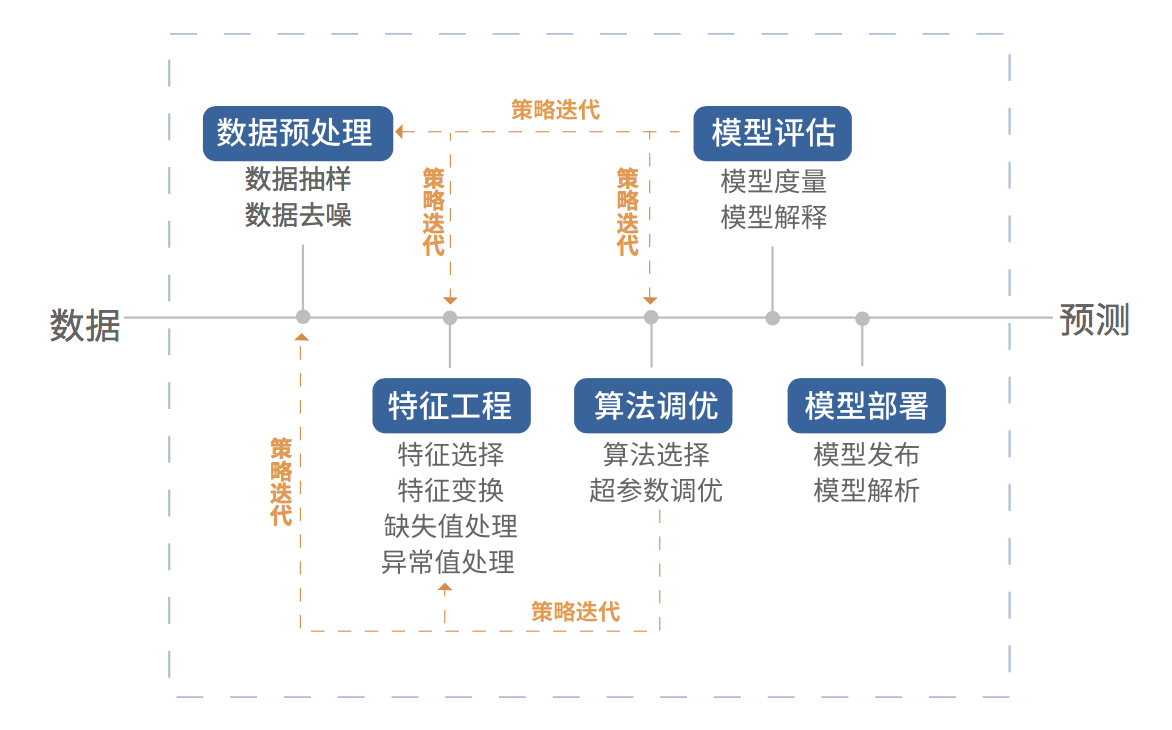 策略迭代
数据预处理
数据抽样
数据去噪
策略迭代
策略迭代
模型评估
模型度量
模型解释
数据
预测
特征工程
特征选择
特征变换
缺失值处理
异常值处理
算法调优
算法选择
超参数调优
模型部署
模型发布
模型解析
策略迭代
策略迭代